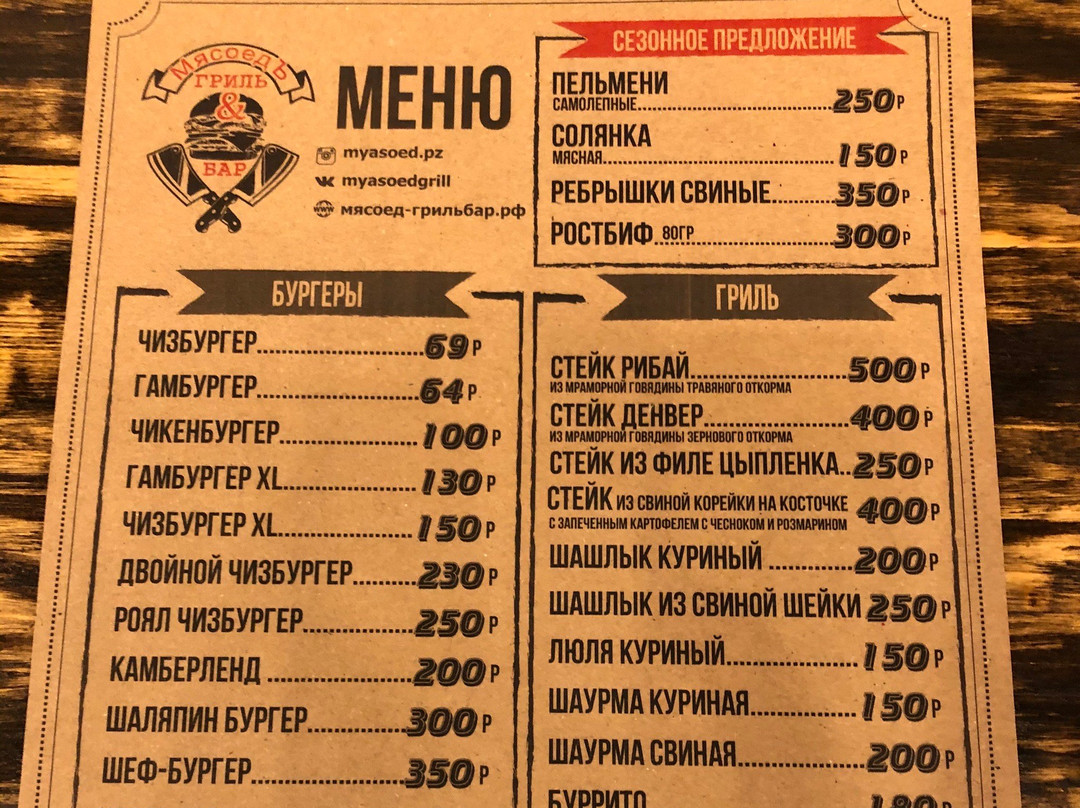 МясоедЪ
ГРИЛЬ
&
БАР
МЕНЮ
myasoed.pz
myasoedgrill
www мясоед-грильбар.рф
СЕЗОННОЕ ПРЕДЛОЖЕНИЕ
ПЕЛЬМЕНИ
САМОЛЕПНЫЕ 250 Р
СОЛЯНКА
МЯСНАЯ 150 Р
РЕБРЫШКИ СВИНЫЕ 350 Р
РОСТБИФ 80ГР 300 Р
БУРГЕРЫ
ЧИЗБУРГЕР 69 Р
ГАМБУРГЕР 64 Р
ЧИКЕНБУРГЕР 100 Р
ГАМБУРГЕР XL 130 Р
ЧИЗБУРГЕР XL 150 Р
ДВОЙНОЙ ЧИЗБУРГЕР 230 Р
РОЯЛ ЧИЗБУРГЕР 250 Р
КАМБЕРЛЕНД 200 Р
ШАЛЯПИН БУРГЕР 300 Р
ШЕФ-БУРГЕР 350 Р
ГРИЛЬ
СТЕЙК РИБАЙ 500 Р
ИЗ МРАМОРНОЙ ГОВЯДИНЫ ТРАВЯНОГО ОТКОРМА
СТЕЙК ДЕНВЕР 400 Р
ИЗ МРАМОРНОЙ ГОВЯДИНЫ ЗЕРНОВОГО ОТКОРМА
СТЕЙК ИЗ ФИЛЕ ЦЫПЛЕНКА 250 Р
СТЕЙК ИЗ СВИНОЙ КОРЕЙКИ НА КОСТОЧКЕ 400 Р
С ЗАПЕЧЕННЫМ КАРТОФЕЛЕМ С ЧЕСНОКОМ И РОЗМАРИНОМ
ШАШЛЫК КУРИНЫЙ 200 Р
ШАШЛЫК ИЗ СВИНОЙ ШЕЙКИ 250 Р
ЛЮЛЯ КУРИНЫЙ 150 Р
ШАУРМА КУРИНАЯ 150 Р
ШАУРМА СВИНАЯ 200 Р
БУРРИТО 180 Р